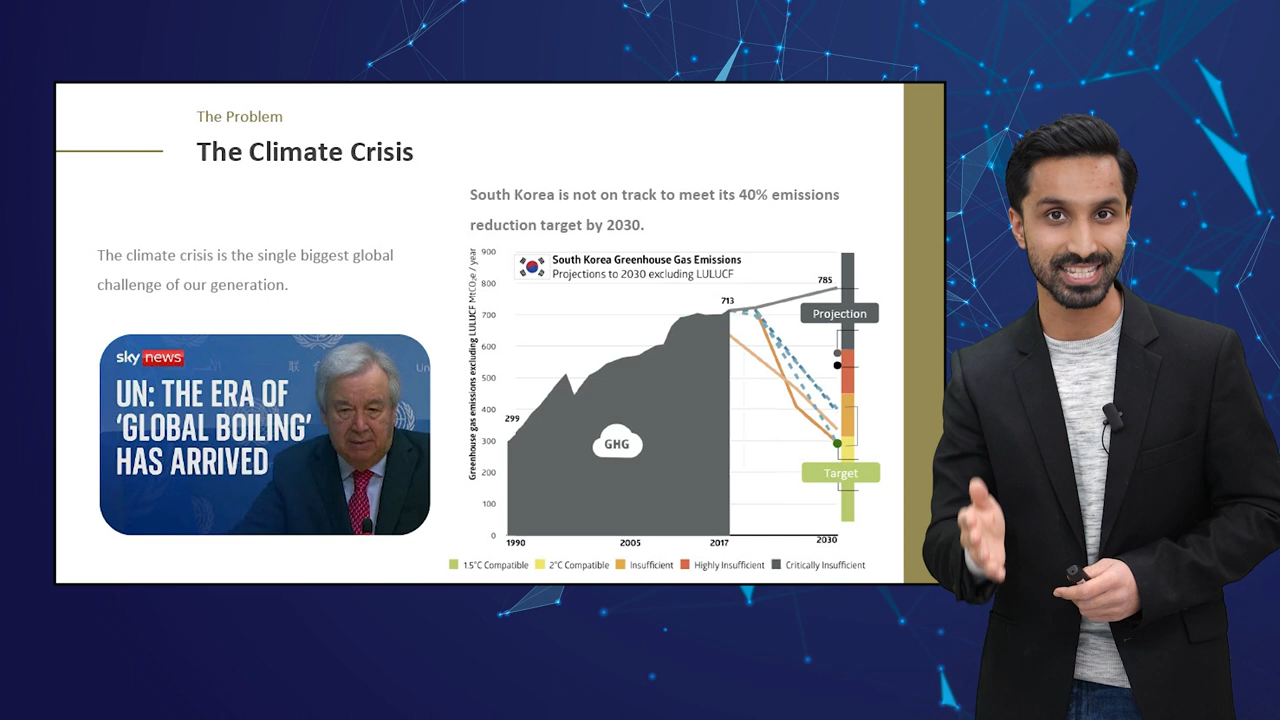 The Problem
The Climate Crisis
The climate crisis is the single biggest global
challenge of our generation.
sky news
UN: THE ERA OF
‘GLOBAL BOILING’
HAS ARRIVED
South Korea is not on track to meet its 40% emissions
reduction target by 2030.
Greenhouse gas emissions excluding LULUCF MtCO₂e / year
South Korea Greenhouse Gas Emissions
Projections to 2030 excluding LULUCF
900
800
700
600
500
400
300
200
100
0
299
713
785
Projection
GHG
Target
1990
2005
2017
2030
1.5°C Compatible
2°C Compatible
Insufficient
Highly Insufficient
Critically Insufficient